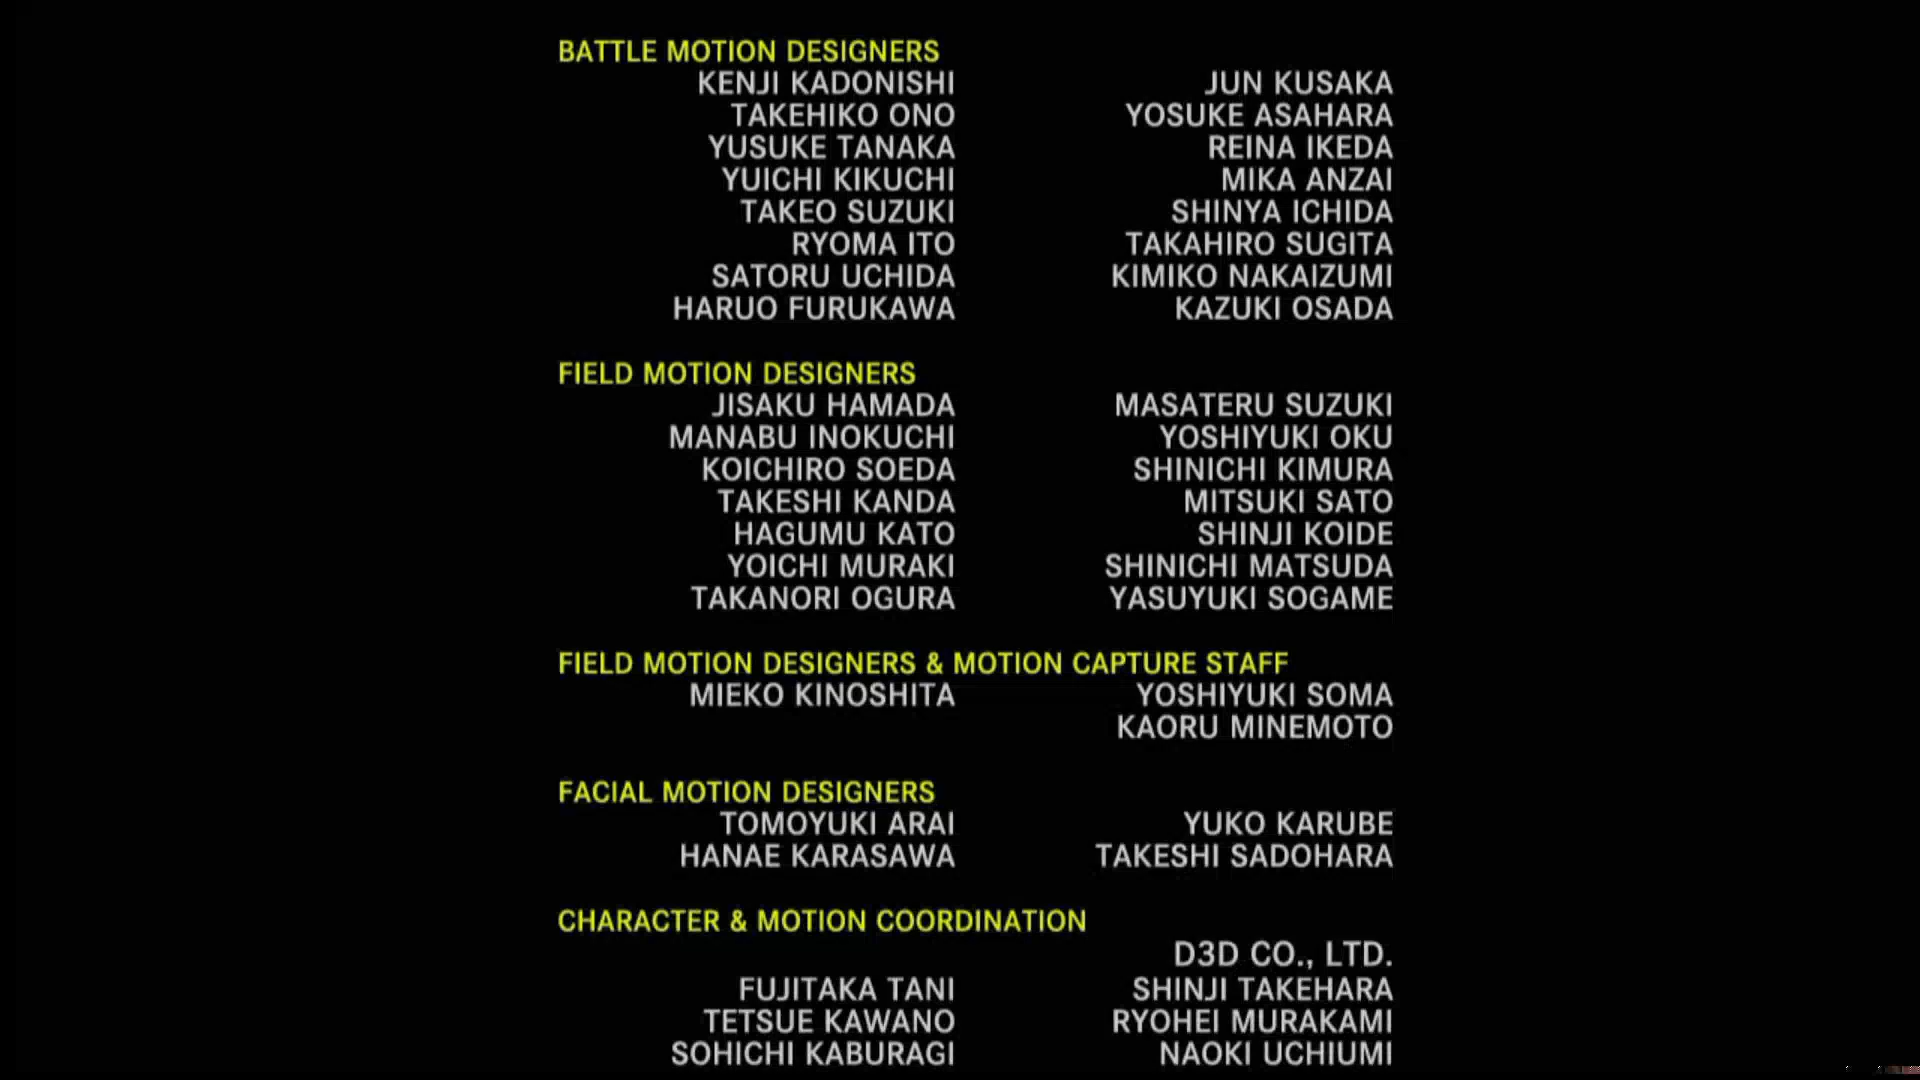 BATTLE MOTION DESIGNERS
KENJI KADONISHI JUN KUSAKA
TAKEHIKO ONO YOSUKE ASAHARA
YUSUKE TANAKA REINA IKEDA
YUICHI KIKUCHI MIKA ANZAI
TAKEO SUZUKI SHINYA ICHIDA
RYOMA ITO TAKAHIRO SUGITA
SATORU UCHIDA KIMIKO NAKAIZUMI
HARUO FURUKAWA KAZUKI OSADA
FIELD MOTION DESIGNERS
JISAKU HAMADA MASATERU SUZUKI
MANABU INOKUCHI YOSHIYUKI OKU
KOICHIRO SOEDA SHINICHI KIMURA
TAKESHI KANDA MITSUKI SATO
HAGUMU KATO SHINJI KOIDE
YOICHI MURAKI SHINICHI MATSUDA
TAKANORI OGURA YASUYUKI SOGAME
FIELD MOTION DESIGNERS & MOTION CAPTURE STAFF
MIEKO KINOSHITA YOSHIYUKI SOMA
KAORU MINEMOTO
FACIAL MOTION DESIGNERS
TOMOYUKI ARAI YUKO KARUBE
HANAE KARASAWA TAKESHI SADOHARA
CHARACTER & MOTION COORDINATION
D3D CO., LTD.
FUJITAKA TANI SHINJI TAKEHARA
TETSUE KAWANO RYOHEI MURAKAMI
SOHICHI KABURAGI NAOKI UCHIUMI